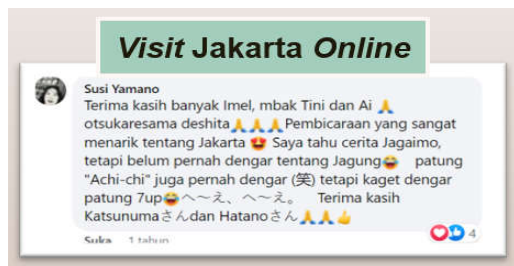 Visit Jakarta Online
Susi Yamano
Terima kasih banyak Imel, mbak Tini dan Ai 🙏
otsukaresama deshita🙏🙏🙏Pembicaraan yang sangat
menarik tentang Jakarta 😍 Saya tahu cerita Jagaimo,
tetapi belum pernah dengar tentang Jagung😂 patung
"Achi-chi" juga pernah dengar (笑) tetapi kaget dengar
patung 7up😂へ〜え、へ〜え。 Terima kasih
Katsunumaさんdan Hatanoさん🙏🙏👍
Suka 1 tahun
4